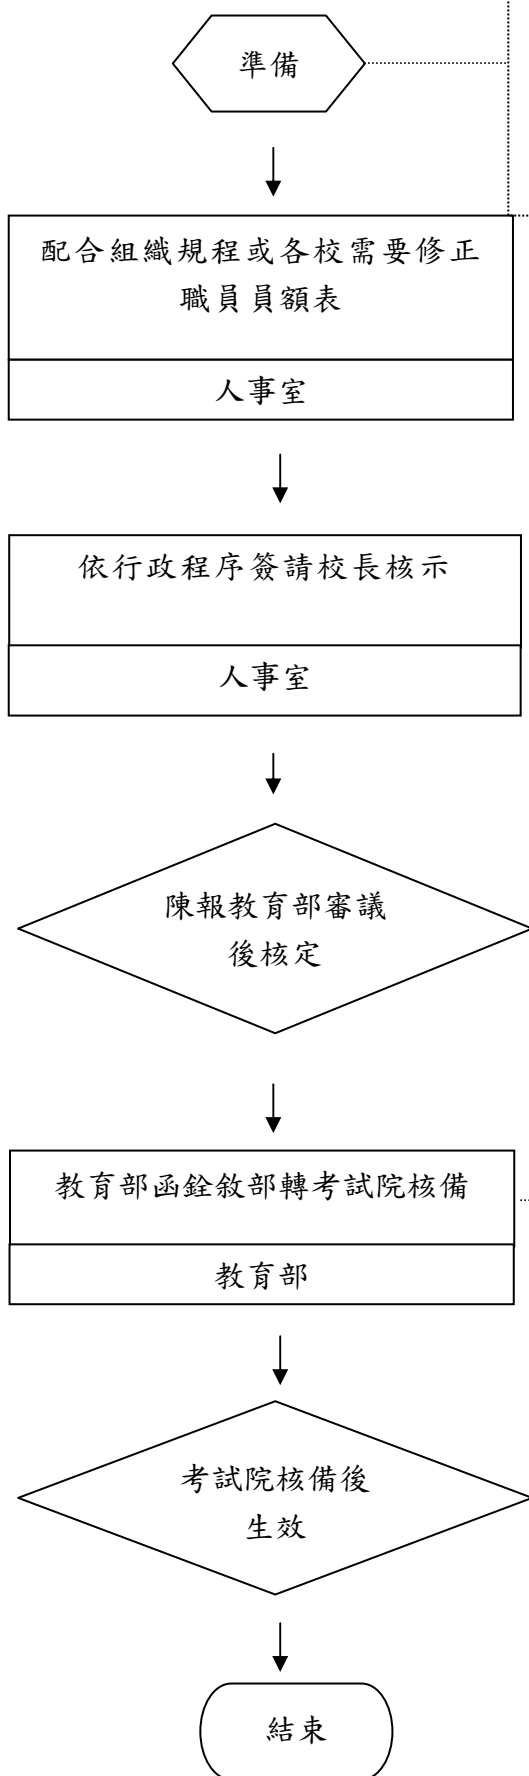 準備
配合組織規程或各校需要修正
職員員額表
人事室
依行政程序簽請校長核示
人事室
陳報教育部審議
後核定
教育部函銓敘部轉考試院核備
教育部
考試院核備後
生效
結束